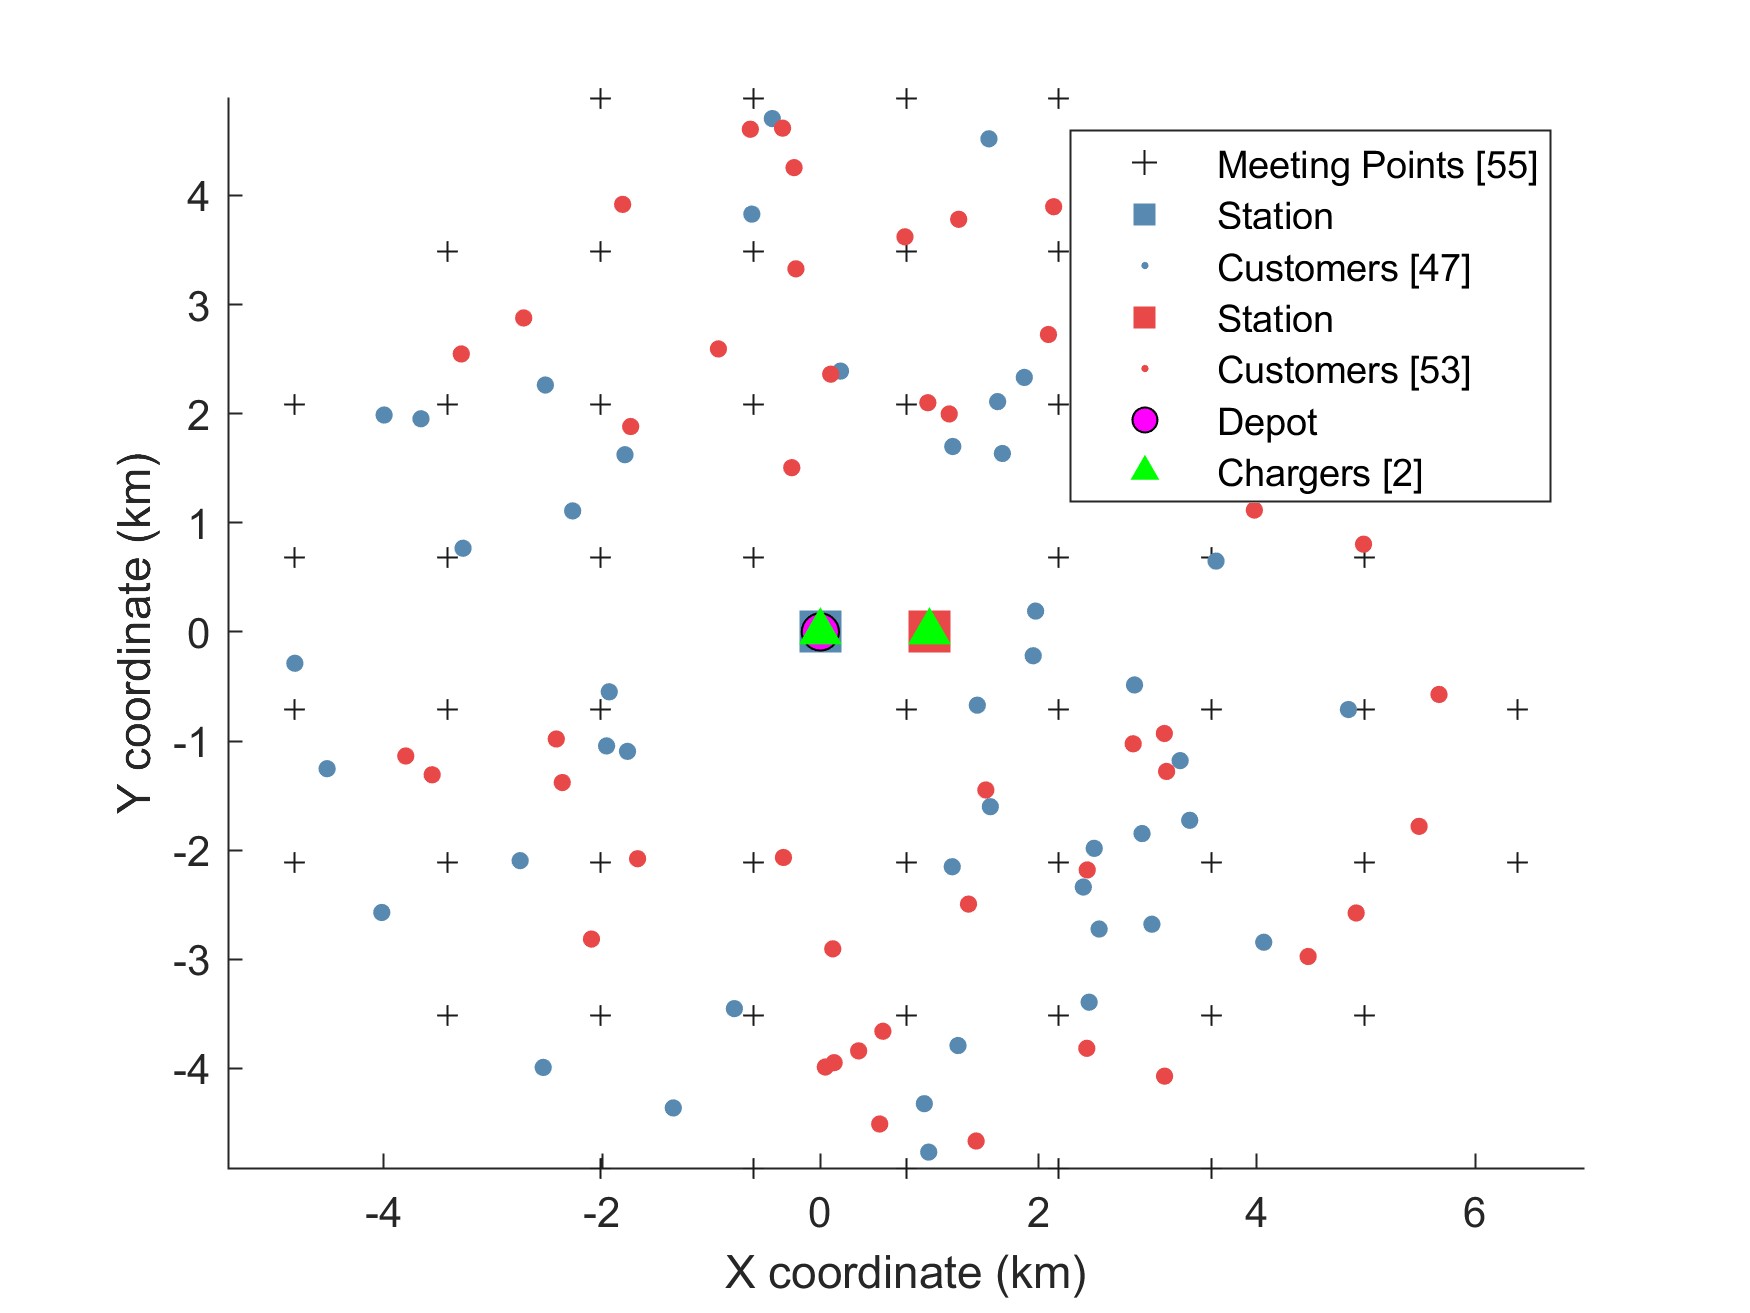 Meeting Points [55]
Station
Customers [47]
Station
Customers [53]
Depot
Chargers [2]
4
3
2
1
0
-1
-2
-3
-4
Y coordinate (km)
-4 -2 0 2 4 6
X coordinate (km)